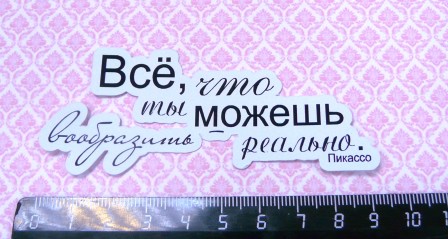 Всё, что
ты можешь
вообразить реально.
Пикассо
0 1 2 3 4 5 6 7 8 9 10